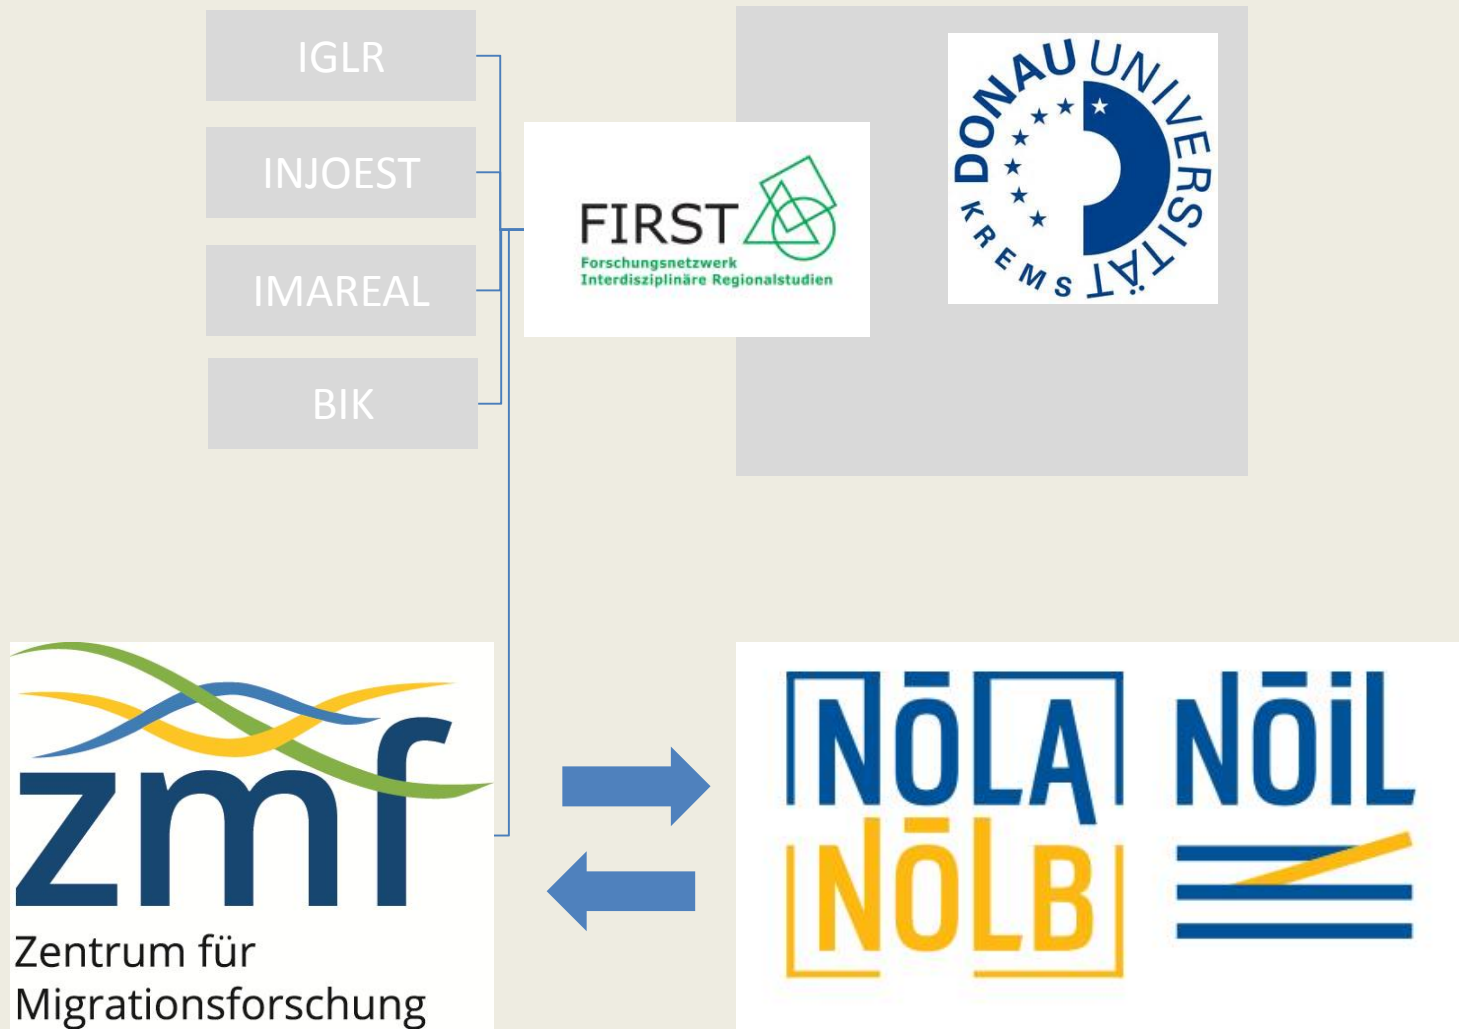 IGLR
INJOEST
IMAREAL
BIK
FIRST
Forschungsnetzwerk
Interdisziplinäre Regionalstudien
DONAU UNIVERSITÄT
KREMS
zmf
Zentrum für
Migrationsforschung
NÖLA
NÖLB
NÖiL